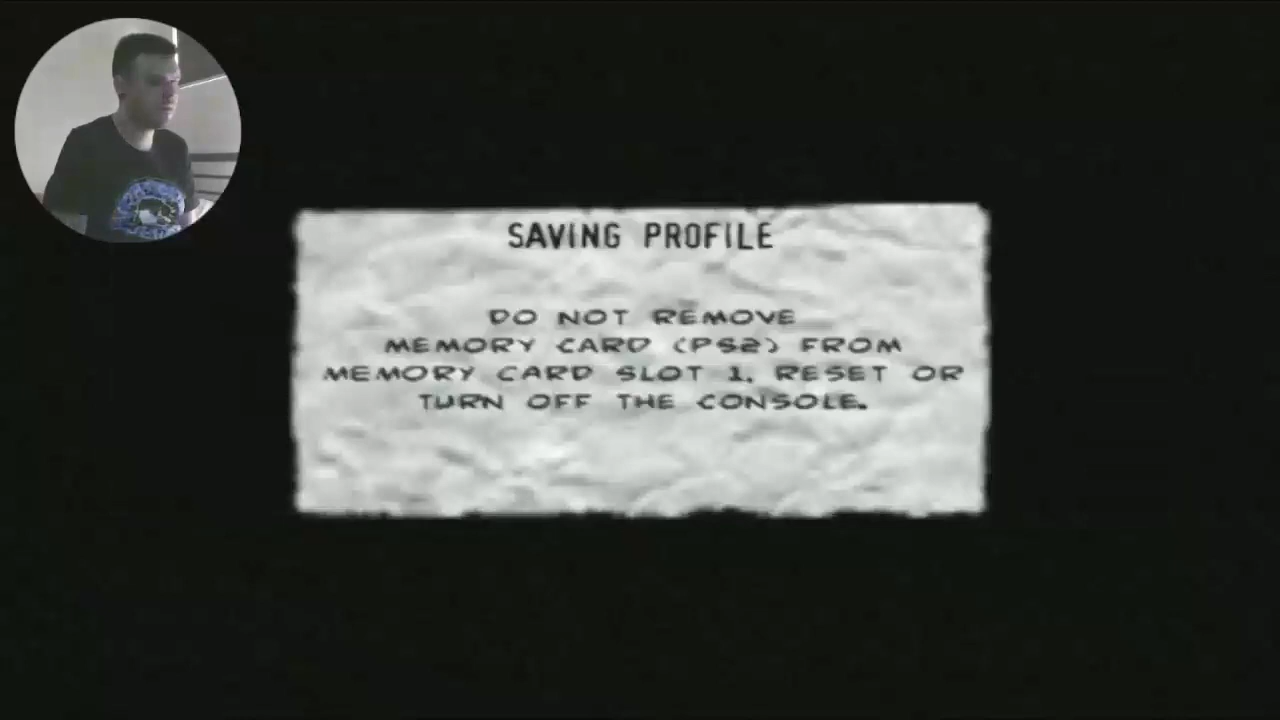 SAVING PROFILE
DO NOT REMOVE
MEMORY CARD (PS2) FROM
MEMORY CARD SLOT 1, RESET OR
TURN OFF THE CONSOLE.